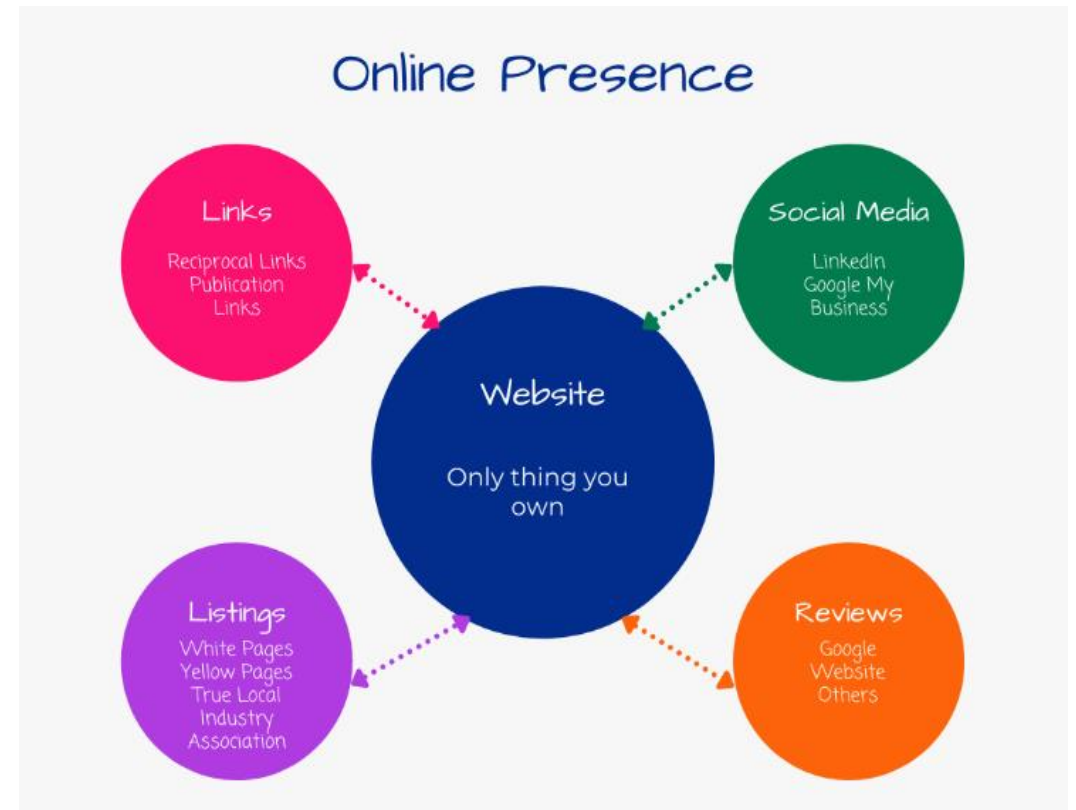 Online Presence
Links
Reciprocal Links
Publication
Links
Social Media
LinkedIn
Google My
Business
Website
Only thing you
own
Listings
White Pages
Yellow Pages
True Local
Industry
Association
Reviews
Google
Website
Others